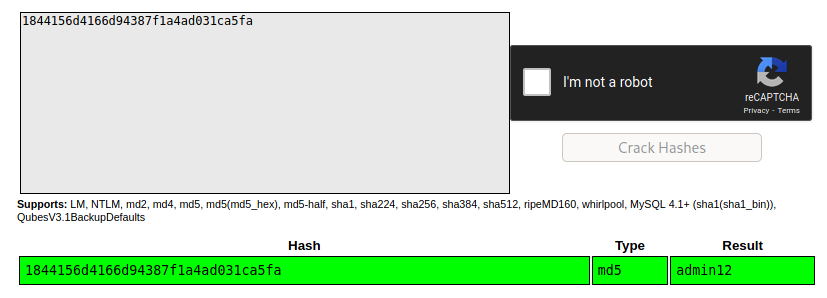 1844156d4166d94387f1a4ad031ca5fa
I'm not a robot
reCAPTCHA
Privacy - Terms
Crack Hashes
Supports: LM, NTLM, md2, md4, md5, md5(md5_hex), md5-half, sha1, sha224, sha256, sha384, sha512, ripeMD160, whirlpool, MySQL 4.1+ (sha1(sha1_bin)),
QubesV3.1BackupDefaults
Hash Type Result
1844156d4166d94387f1a4ad031ca5fa md5 admin12